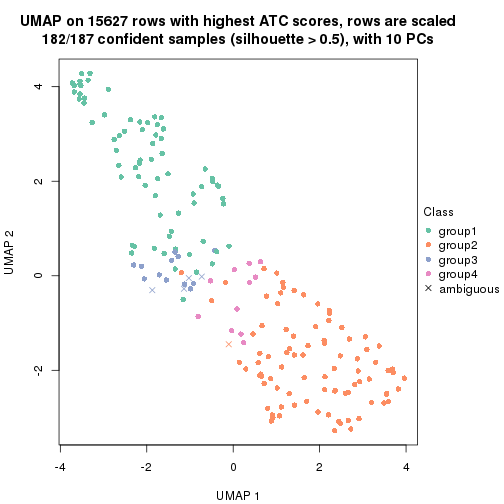 UMAP on 15627 rows with highest ATC scores, rows are scaled
182/187 confident samples (silhouette > 0.5), with 10 PCs
4
2
0
-2
UMAP 2
-4
-2
0
2
4
UMAP 1
Class
group1
group2
group3
group4
ambiguous